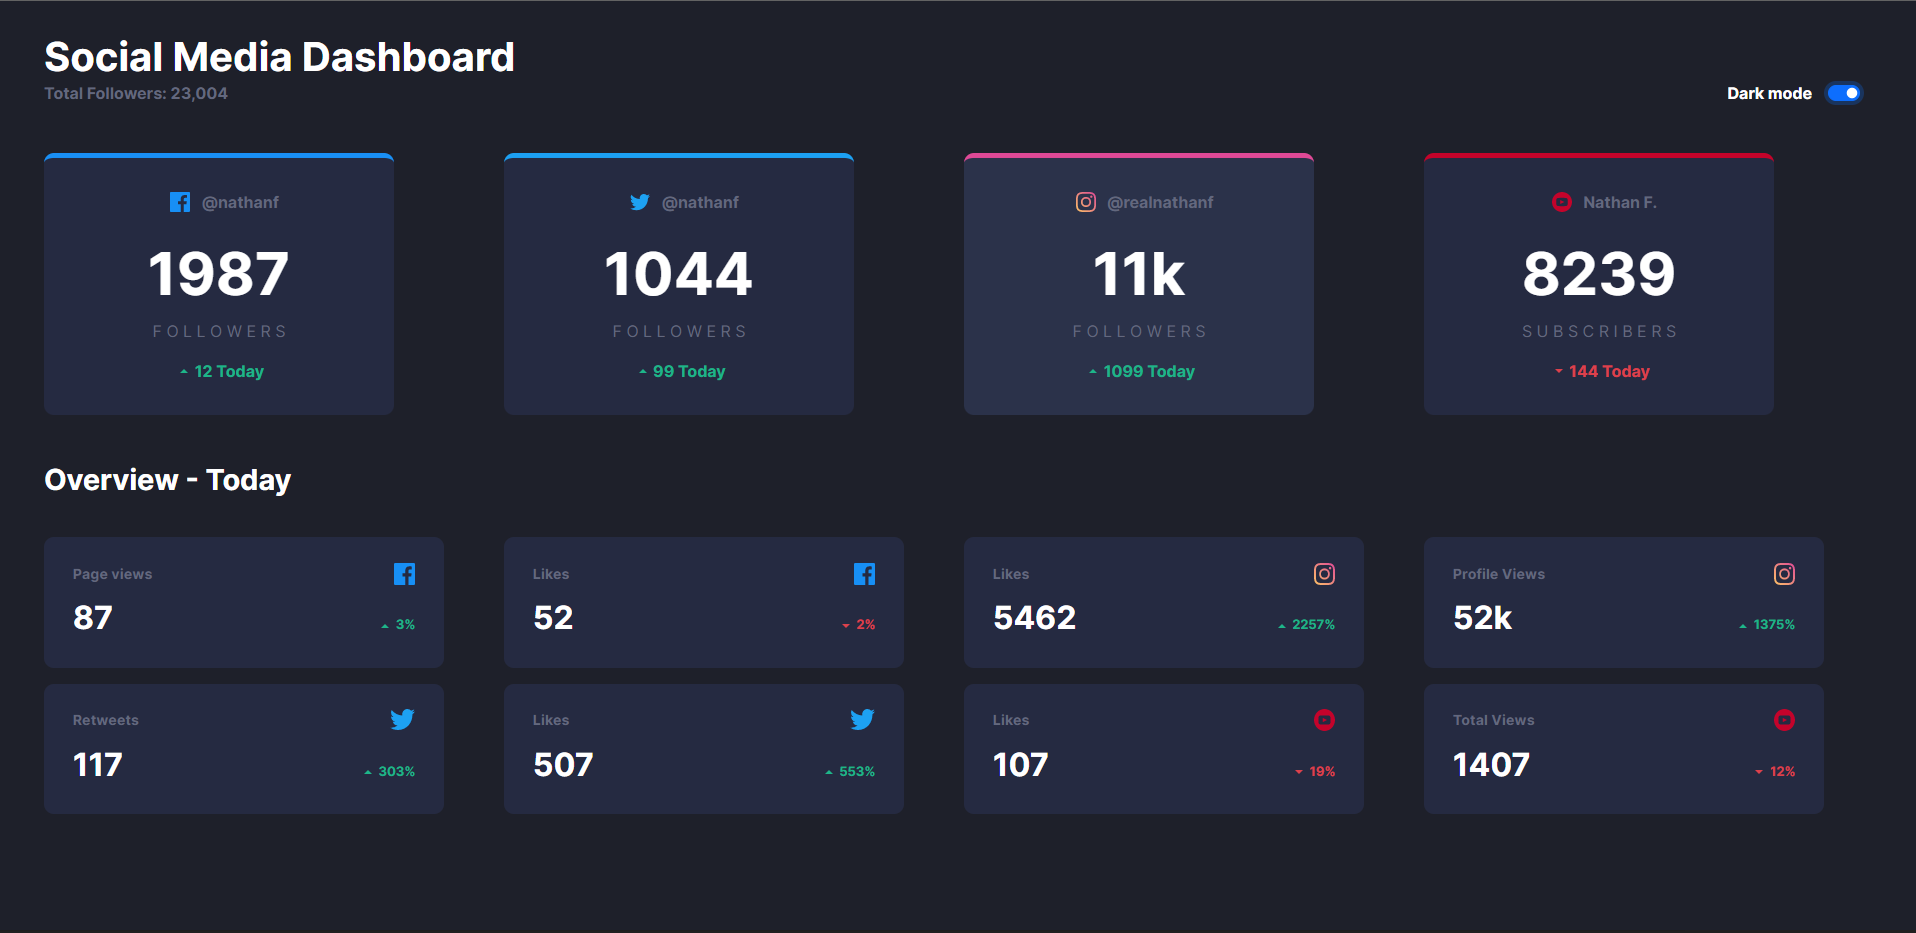 Social Media Dashboard
Total Followers: 23,004
Dark mode
@nathanf
1987
FOLLOWERS
12 Today
@nathanf
1044
FOLLOWERS
99 Today
@realnathanf
11k
FOLLOWERS
1099 Today
Nathan F.
8239
SUBSCRIBERS
144 Today
Overview - Today
Page views
87
3%
Likes
52
2%
Likes
5462
2257%
Profile Views
52k
1375%
Retweets
117
303%
Likes
507
553%
Likes
107
19%
Total Views
1407
12%